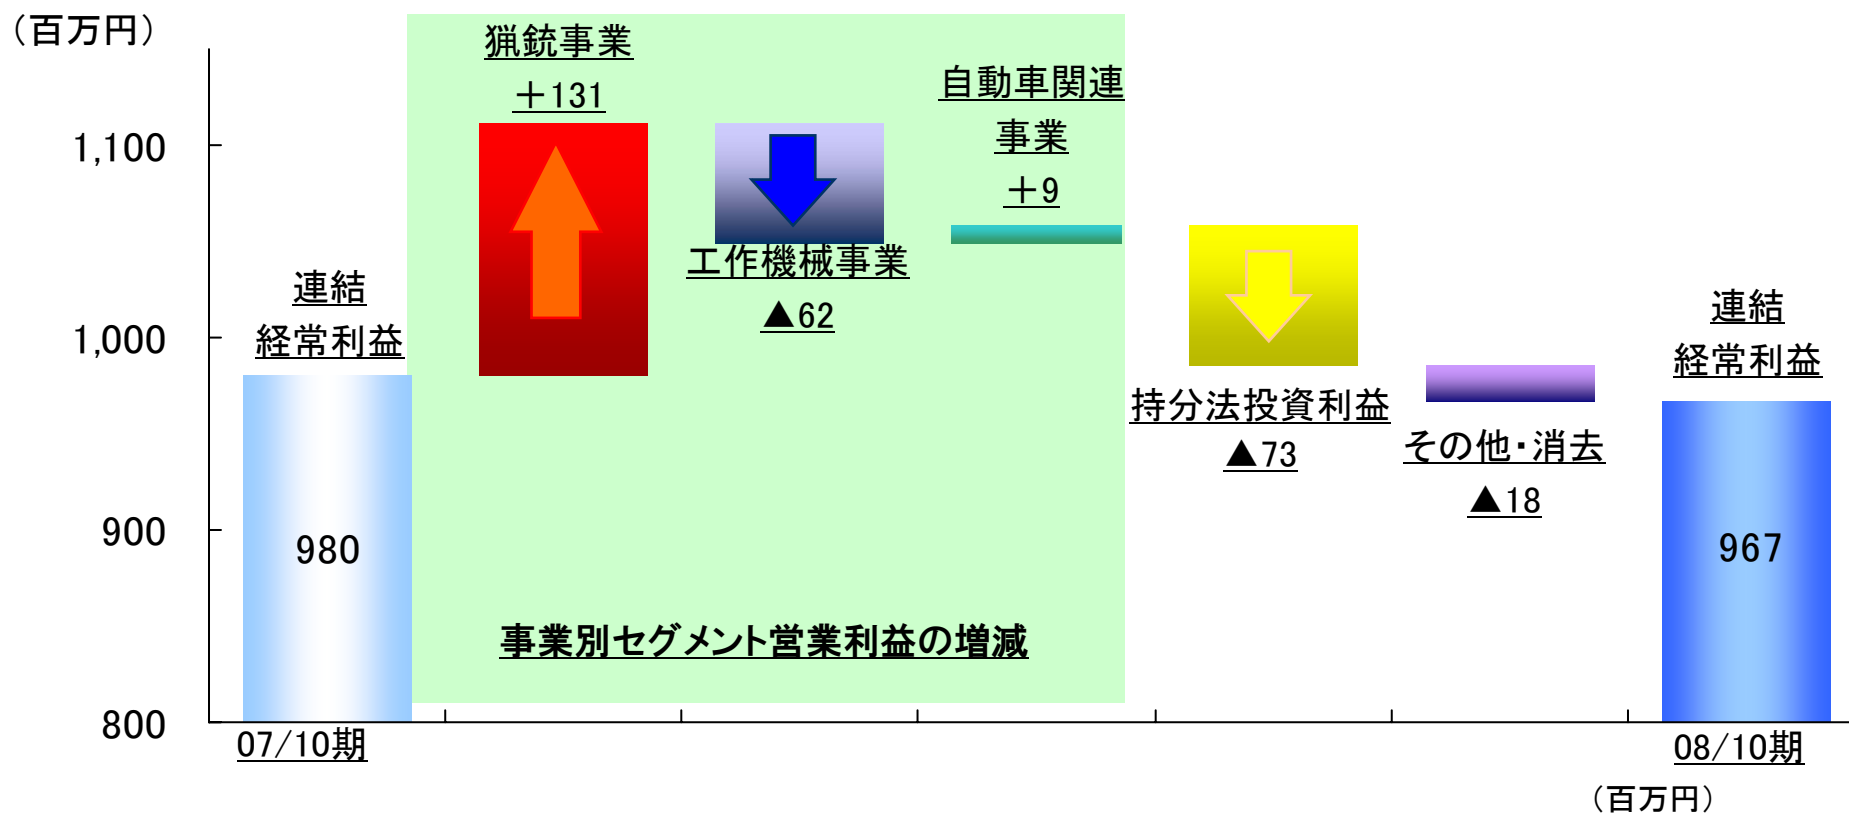 （百万円）
猟銃事業
＋131
自動車関連
事業
＋9
1,100
工作機械事業
▲62
連結
経常利益
1,000
連結
経常利益
持分法投資利益
▲73
その他・消去
▲18
900
980
967
事業別セグメント営業利益の増減
800
07/10期
08/10期
（百万円）